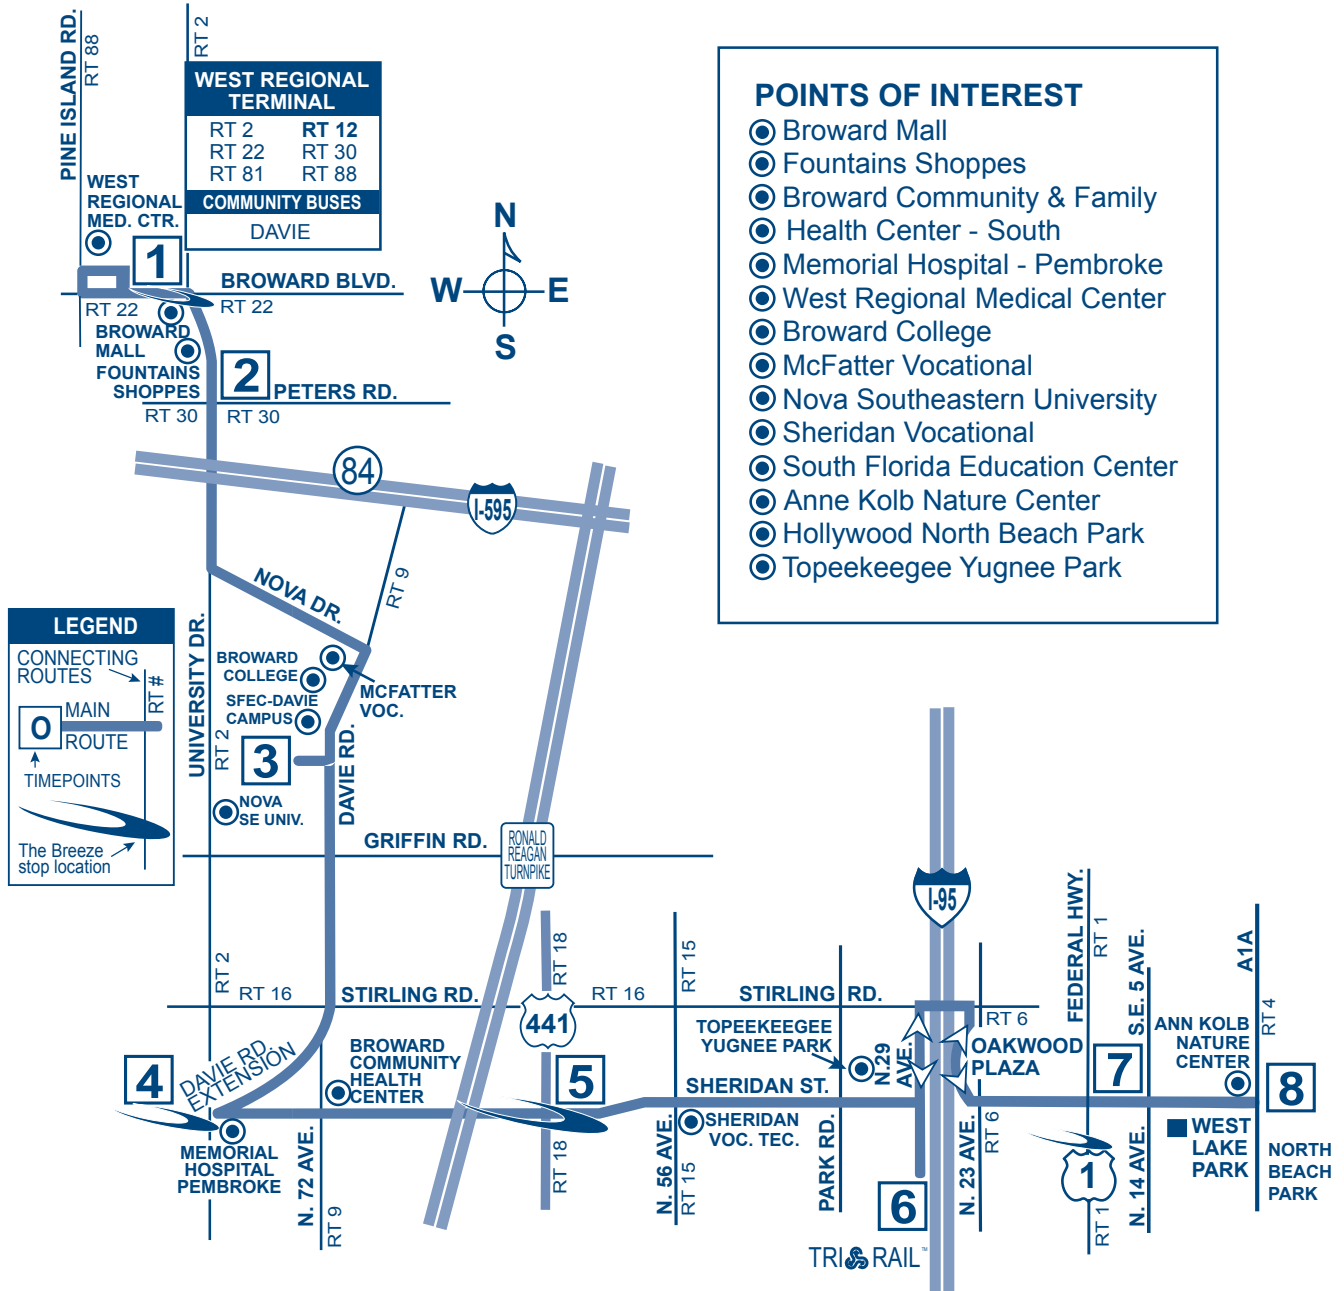 PINE ISLAND RD.
RT 88
RT 2
WEST REGIONAL
TERMINAL
RT 2 RT 12
RT 22 RT 30
RT 81 RT 88
COMMUNITY BUSES
DAVIE
WEST
REGIONAL
MED. CTR.
1
BROWARD BLVD.
RT 22
RT 22
BROWARD
MALL
FOUNTAINS
SHOPPES
2
PETERS RD.
RT 30
RT 30
N
W
E
S
POINTS OF INTEREST
Broward Mall
Fountains Shoppes
Broward Community & Family
Health Center - South
Memorial Hospital - Pembroke
West Regional Medical Center
Broward College
McFatter Vocational
Nova Southeastern University
Sheridan Vocational
South Florida Education Center
Anne Kolb Nature Center
Hollywood North Beach Park
Topeekeegee Yugnee Park
84
I-595
NOVA DR.
RT 9
LEGEND
CONNECTING
ROUTES
RT #
O
MAIN
ROUTE
TIMEPOINTS
The Breeze
stop location
UNIVERSITY DR.
RT 2
BROWARD
COLLEGE
MCFATTER
VOC.
SFEC-DAVIE
CAMPUS
3
DAVIE RD.
NOVA
SE UNIV.
GRIFFIN RD.
RONALD
REAGAN
TURNPIKE
I-95
RT 2
RT 16
STIRLING RD.
RT 18
441
RT 16
RT 15
STIRLING RD.
RT 6
FEDERAL HWY.
RT 1
S.E. 5 AVE.
A1A
RT 4
TOPEEKEEGEE
YUGNEE PARK
N.29
AVE.
OAKWOOD
PLAZA
ANN KOLB
NATURE
CENTER
4
DAVIE RD.
EXTENSION
BROWARD
COMMUNITY
HEALTH
CENTER
5
SHERIDAN ST.
7
8
MEMORIAL
HOSPITAL
PEMBROKE
N. 72 AVE.
RT 9
RT 18
N. 56 AVE.
RT 15
SHERIDAN
VOC. TEC.
PARK RD.
6
TRI RAIL™
N. 23 AVE.
RT 6
1
RT 1
N. 14 AVE.
WEST
LAKE
PARK
NORTH
BEACH
PARK